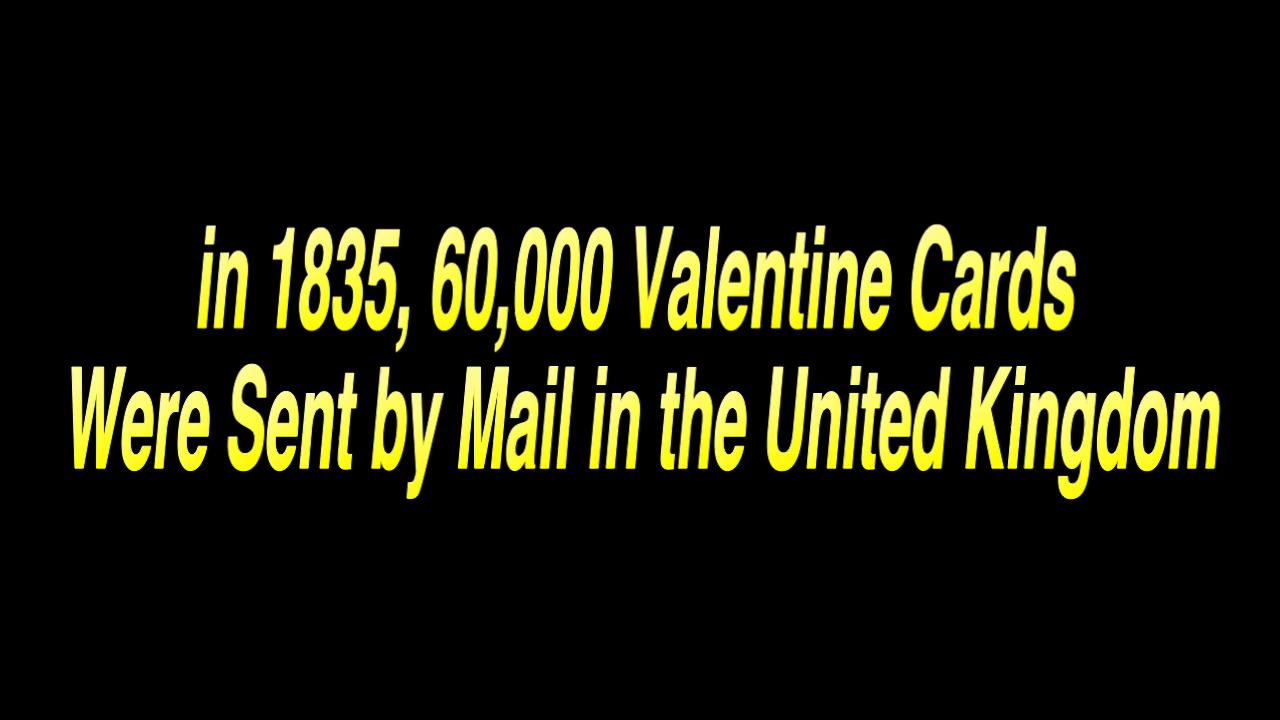 in 1835, 60,000 Valentine Cards
Were Sent by Mail in the United Kingdom